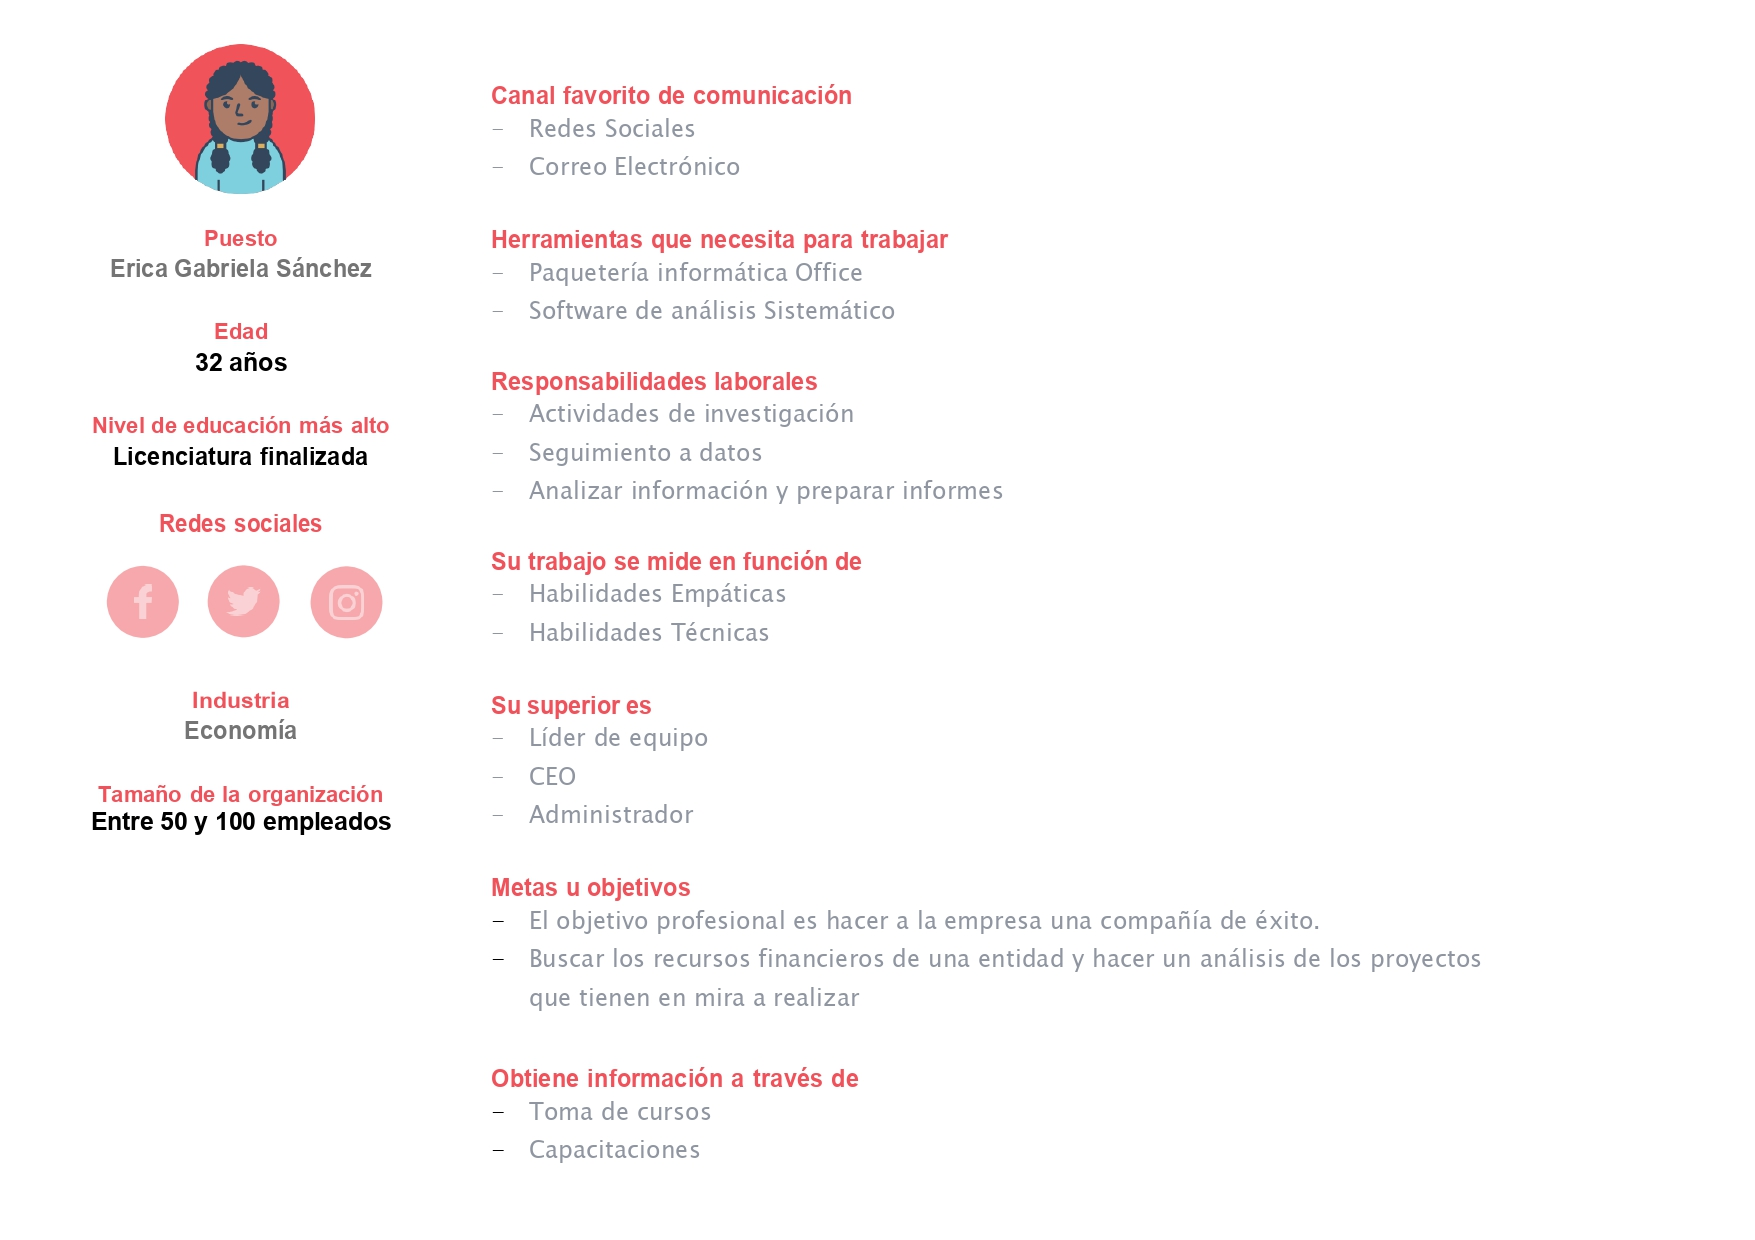 Puesto
Erica Gabriela Sánchez
Edad
32 años
Nivel de educación más alto
Licenciatura finalizada
Redes sociales
Industria
Economía
Tamaño de la organización
Entre 50 y 100 empleados
Canal favorito de comunicación
– Redes Sociales
– Correo Electrónico
Herramientas que necesita para trabajar
– Paquetería informática Office
– Software de análisis Sistemático
Responsabilidades laborales
– Actividades de investigación
– Seguimiento a datos
– Analizar información y preparar informes
Su trabajo se mide en función de
– Habilidades Empáticas
– Habilidades Técnicas
Su superior es
– Líder de equipo
– CEO
– Administrador
Metas u objetivos
– El objetivo profesional es hacer a la empresa una compañía de éxito.
– Buscar los recursos financieros de una entidad y hacer un análisis de los proyectos
que tienen en mira a realizar
Obtiene información a través de
– Toma de cursos
– Capacitaciones